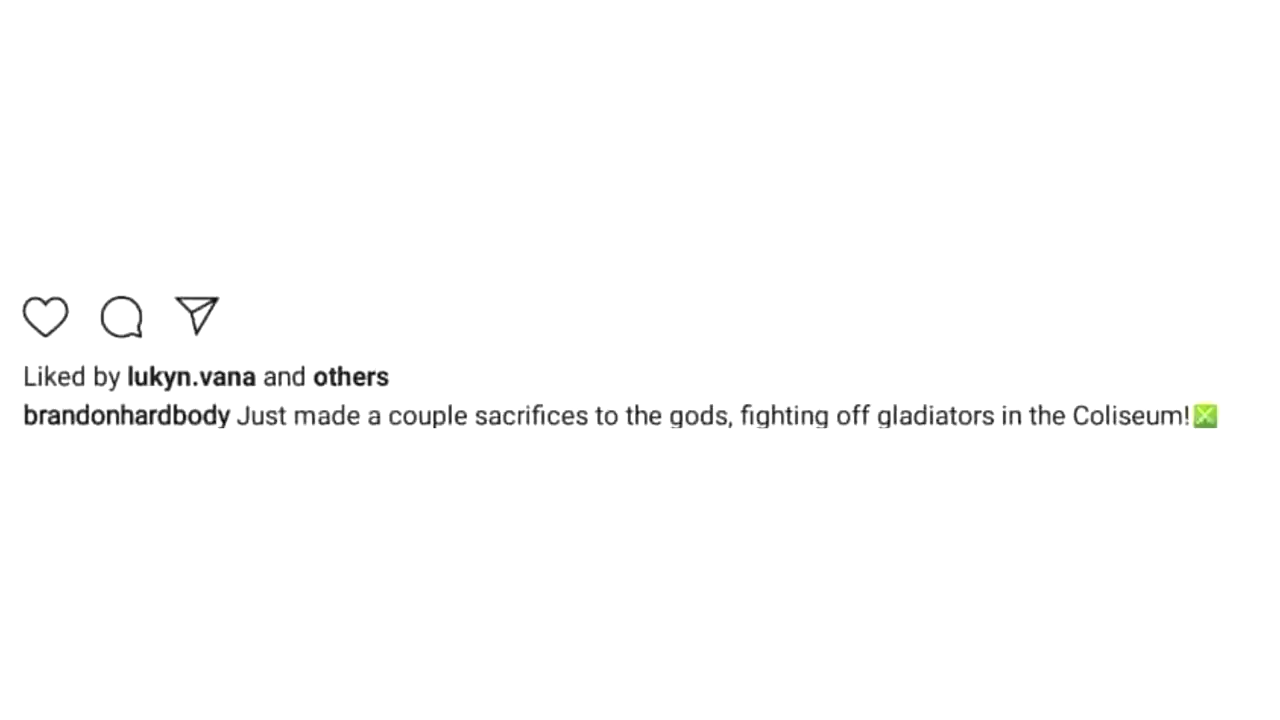 Liked by lukyn.vana and others
brandonhardbody Just made a couple sacrifices to the gods, fighting off gladiators in the Coliseum!❎